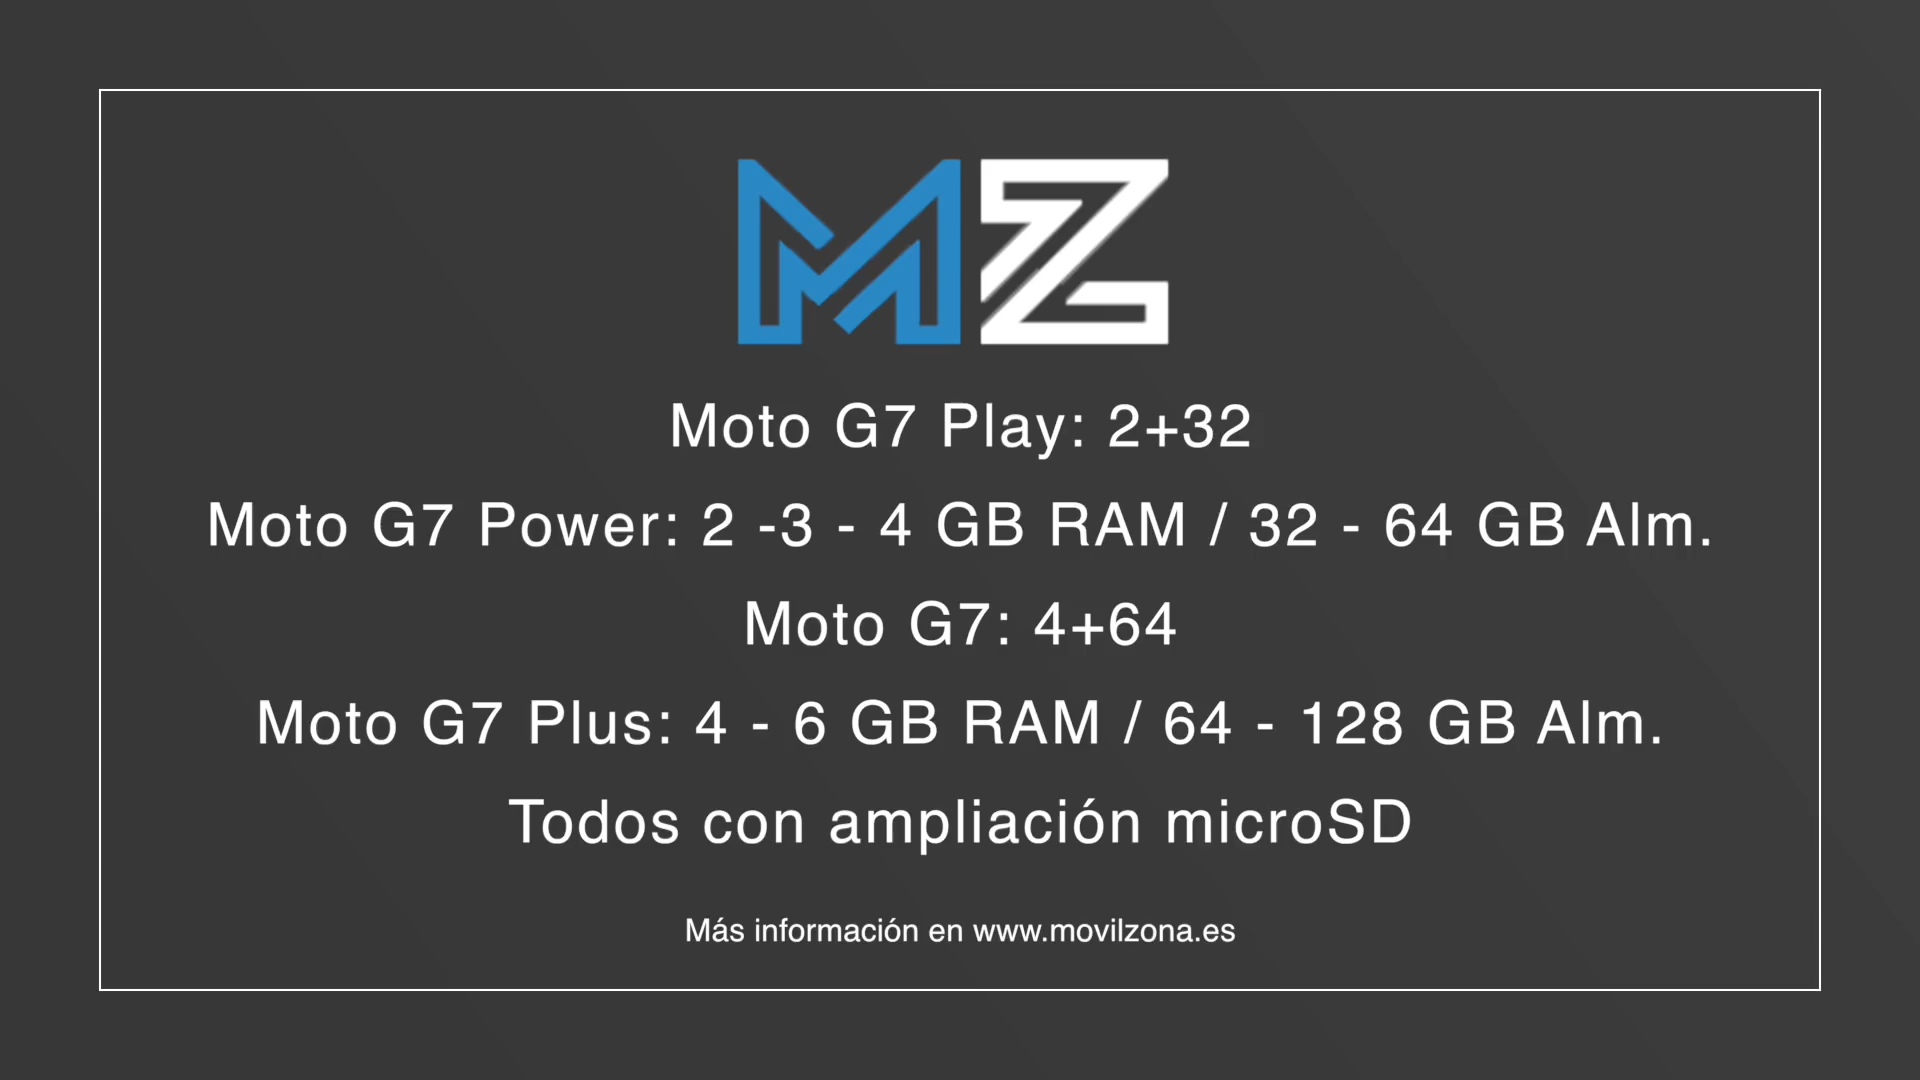 MZ
Moto G7 Play: 2+32
Moto G7 Power: 2 -3 - 4 GB RAM / 32 - 64 GB Alm.
Moto G7: 4+64
Moto G7 Plus: 4 - 6 GB RAM / 64 - 128 GB Alm.
Todos con ampliación microSD
Más información en www.movilzona.es